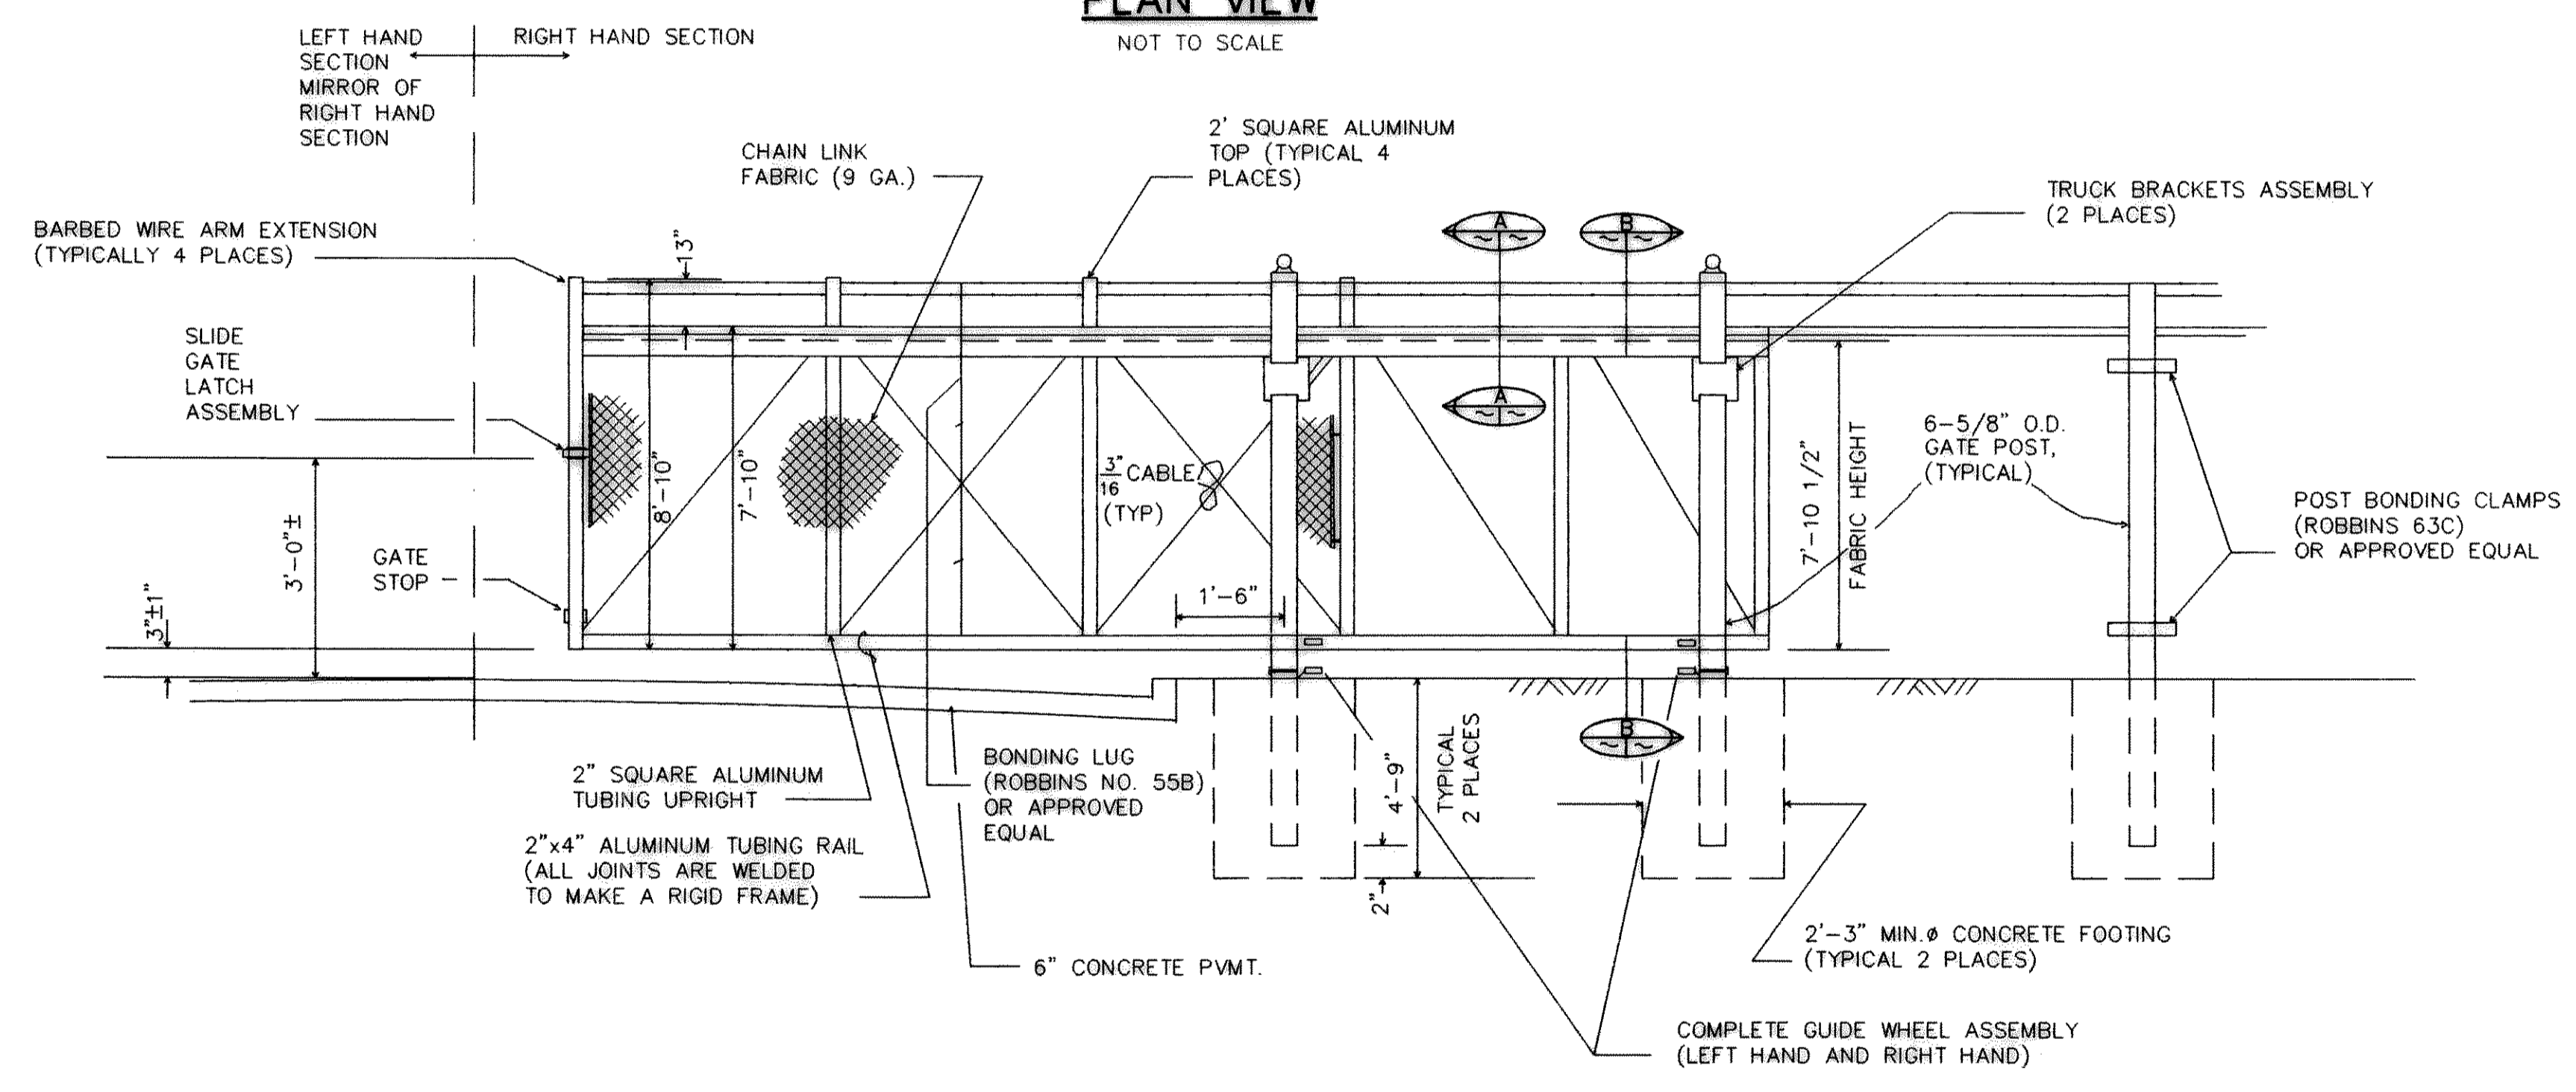 PLAN VIEW
NOT TO SCALE
LEFT HAND
SECTION
MIRROR OF
RIGHT HAND
SECTION
RIGHT HAND SECTION
CHAIN LINK
FABRIC (9 GA.)
2' SQUARE ALUMINUM
TOP (TYPICAL 4
PLACES)
TRUCK BRACKETS ASSEMBLY
(2 PLACES)
BARBED WIRE ARM EXTENSION
(TYPICALLY 4 PLACES)
13"
A
B
SLIDE
GATE
LATCH
ASSEMBLY
A
8'-10"
7'-10"
3"
16
CABLE
(TYP)
7'-10 1/2"
FABRIC HEIGHT
6-5/8" O.D.
GATE POST,
(TYPICAL)
POST BONDING CLAMPS
(ROBBINS 63C)
OR APPROVED EQUAL
3'-0"±
GATE
STOP
3"±1"
1'-6"
B
2" SQUARE ALUMINUM
TUBING UPRIGHT
BONDING LUG
(ROBBINS NO. 55B)
OR APPROVED
EQUAL
4'-9"
TYPICAL
2 PLACES
2"x4" ALUMINUM TUBING RAIL
(ALL JOINTS ARE WELDED
TO MAKE A RIGID FRAME)
2"
6" CONCRETE PVMT.
2'-3" MIN.ø CONCRETE FOOTING
(TYPICAL 2 PLACES)
COMPLETE GUIDE WHEEL ASSEMBLY
(LEFT HAND AND RIGHT HAND)